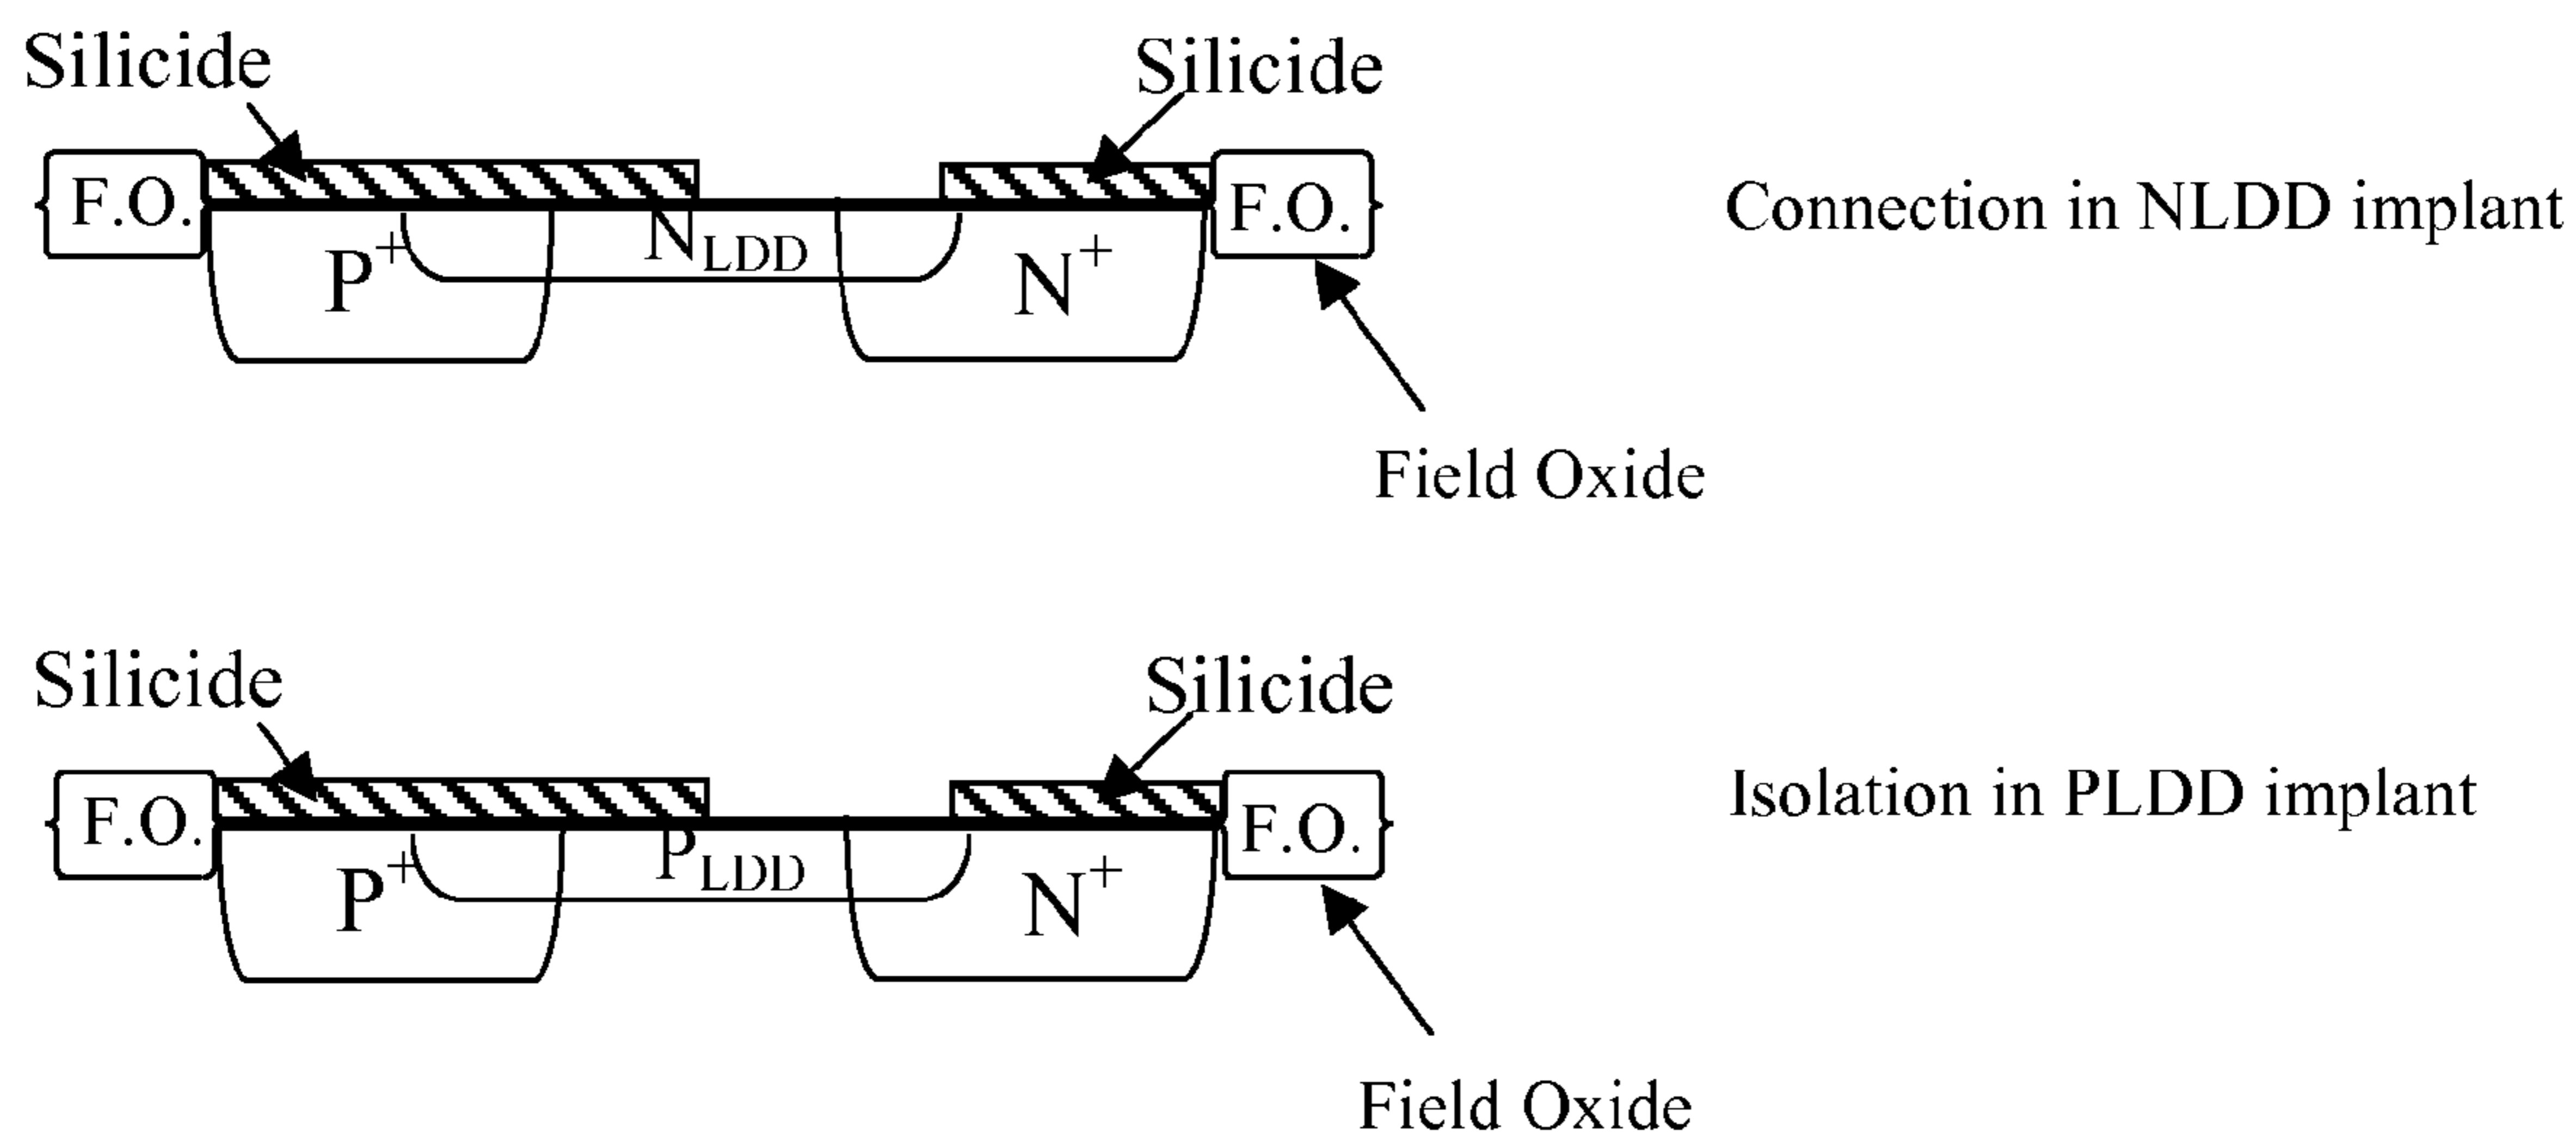 Silicide
Silicide
F.O.
F.O.
P+
NLDD
N+
Connection in NLDD implant
Field Oxide
Silicide
Silicide
F.O.
F.O.
P+
PLDD
N+
Isolation in PLDD implant
Field Oxide